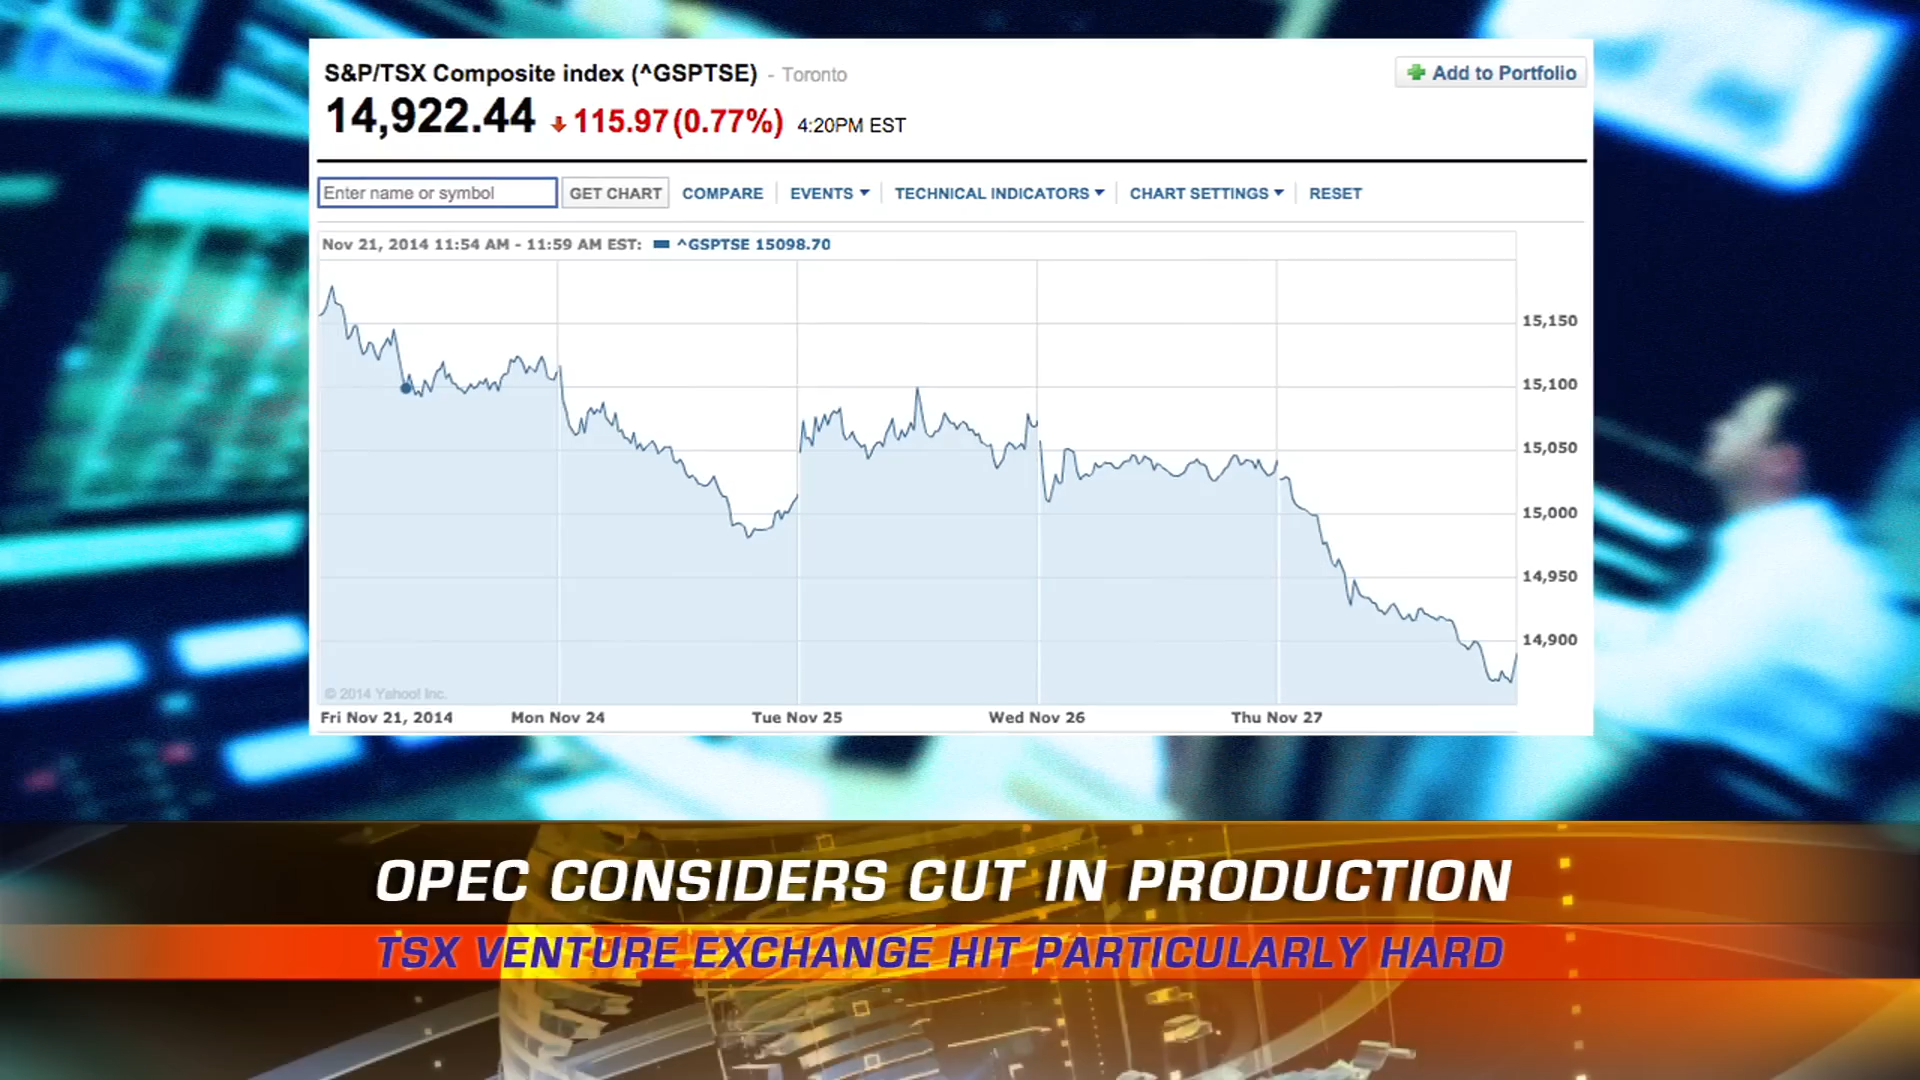 S&P/TSX Composite index (^GSPTSE) - Toronto
Add to Portfolio
14,922.44 115.97(0.77%) 4:20PM EST
Enter name or symbol GET CHART COMPARE EVENTS TECHNICAL INDICATORS CHART SETTINGS RESET
Nov 21, 2014 11:54 AM - 11:59 AM EST: ^GSPTSE 15098.70
15,150
15,100
15,050
15,000
14,950
14,900
© 2014 Yahoo! Inc.
Fri Nov 21, 2014 Mon Nov 24 Tue Nov 25 Wed Nov 26 Thu Nov 27
OPEC CONSIDERS CUT IN PRODUCTION
TSX VENTURE EXCHANGE HIT PARTICULARLY HARD